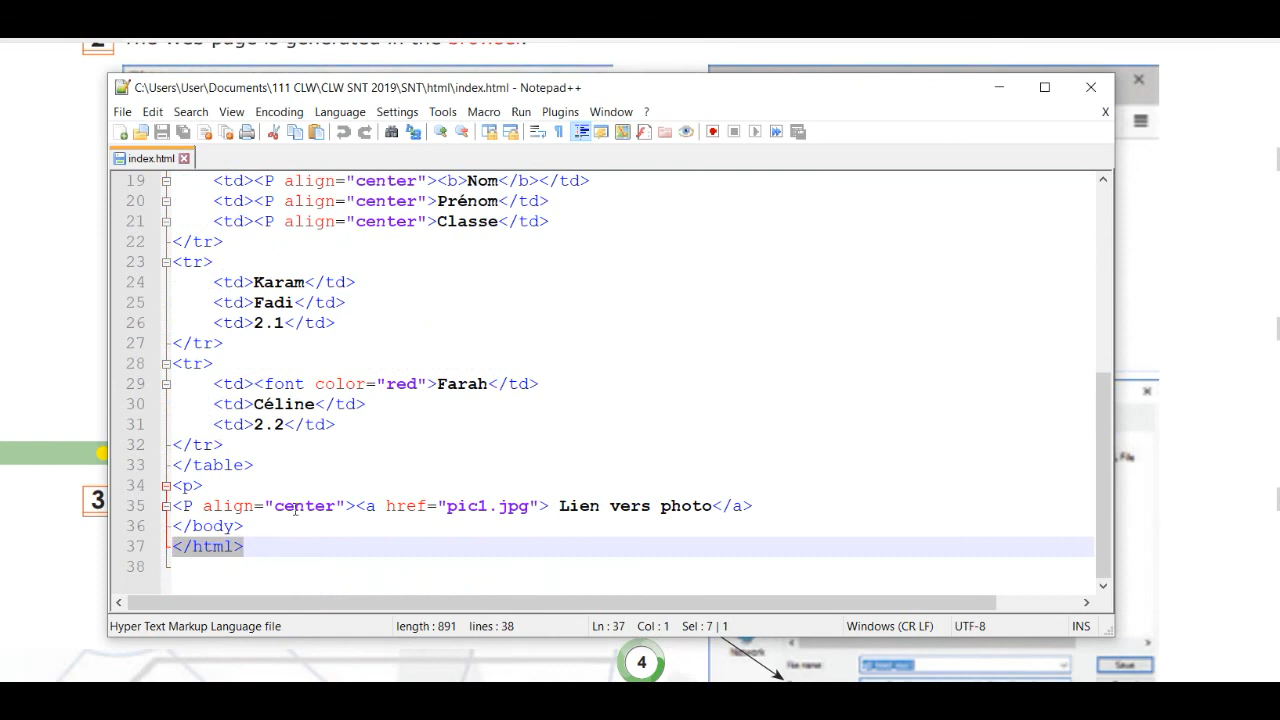 2 The web page is generated in the browser.
C:\Users\User\Documents\111 CLW\CLW SNT 2019\SNT\html\index.html - Notepad++
File Edit Search View Encoding Language Settings Tools Macro Run Plugins Window ? X
index.html
19 <td><P align="center"><b>Nom</b></td>
20 <td><P align="center">Prénom</td>
21 <td><P align="center">Classe</td>
22 </tr>
23 <tr>
24 <td>Karam</td>
25 <td>Fadi</td>
26 <td>2.1</td>
27 </tr>
28 <tr>
29 <td><font color="red">Farah</td>
30 <td>Céline</td>
31 <td>2.2</td>
32 </tr>
33 </table>
34 <p>
35 <P align="center"><a href="pic1.jpg"> Lien vers photo</a>
36 </body>
37 </html>
38
3
, File
Hyper Text Markup Language file length : 891 lines : 38 Ln : 37 Col : 1 Sel : 7 | 1 Windows (CR LF) UTF-8 INS
4
Network
File name
Save